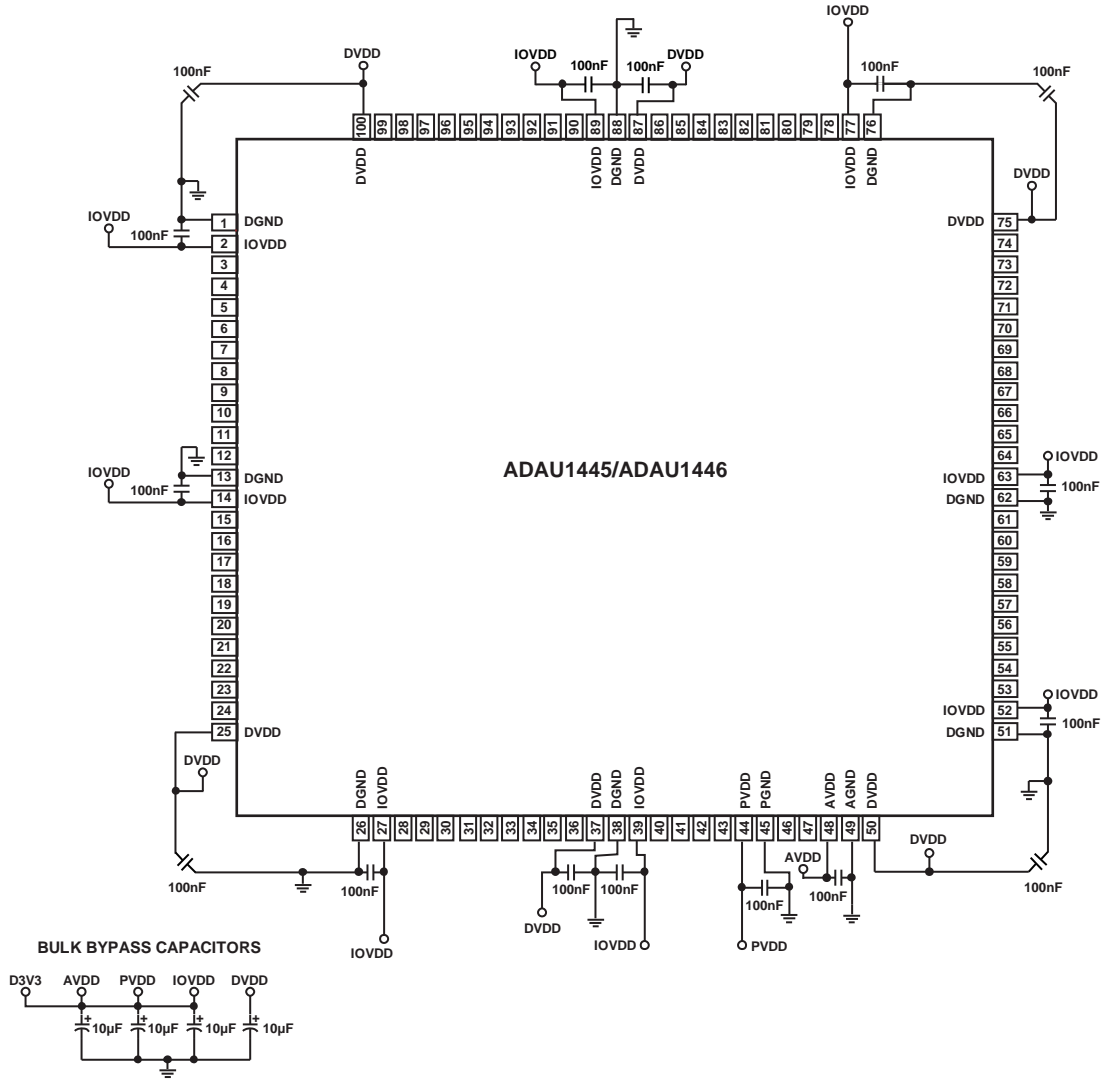 IOVDD
DVDD
IOVDD
DVDD
100nF
100nF
100nF
100nF
100nF
100 99 98 97 96 95 94 93 92 91 90 89 88 87 86 85 84 83 82 81 80 79 78 77 76
DVDD
IOVDD
DGND
DVDD
IOVDD
DGND
DVDD
IOVDD
100nF
1 DGND
2 IOVDD
3
4
5
6
7
8
9
10
11
12
IOVDD
100nF
13 DGND
14 IOVDD
15
16
17
18
19
20
21
22
23
24
25 DVDD
ADAU1445/ADAU1446
DVDD 75
74
73
72
71
70
69
68
67
66
65
64
IOVDD
IOVDD 63
100nF
DGND 62
61
60
59
58
57
56
55
54
53
IOVDD
IOVDD 52
100nF
DGND 51
DVDD
DGND
IOVDD
DVDD
DGND
IOVDD
PVDD
PGND
AVDD
AGND
DVDD
26 27 28 29 30 31 32 33 34 35 36 37 38 39 40 41 42 43 44 45 46 47 48 49 50
100nF
100nF
IOVDD
100nF
100nF
DVDD
IOVDD
100nF
PVDD
AVDD
100nF
DVDD
100nF
BULK BYPASS CAPACITORS
D3V3 AVDD PVDD IOVDD DVDD
+ + + +
10µF 10µF 10µF 10µF